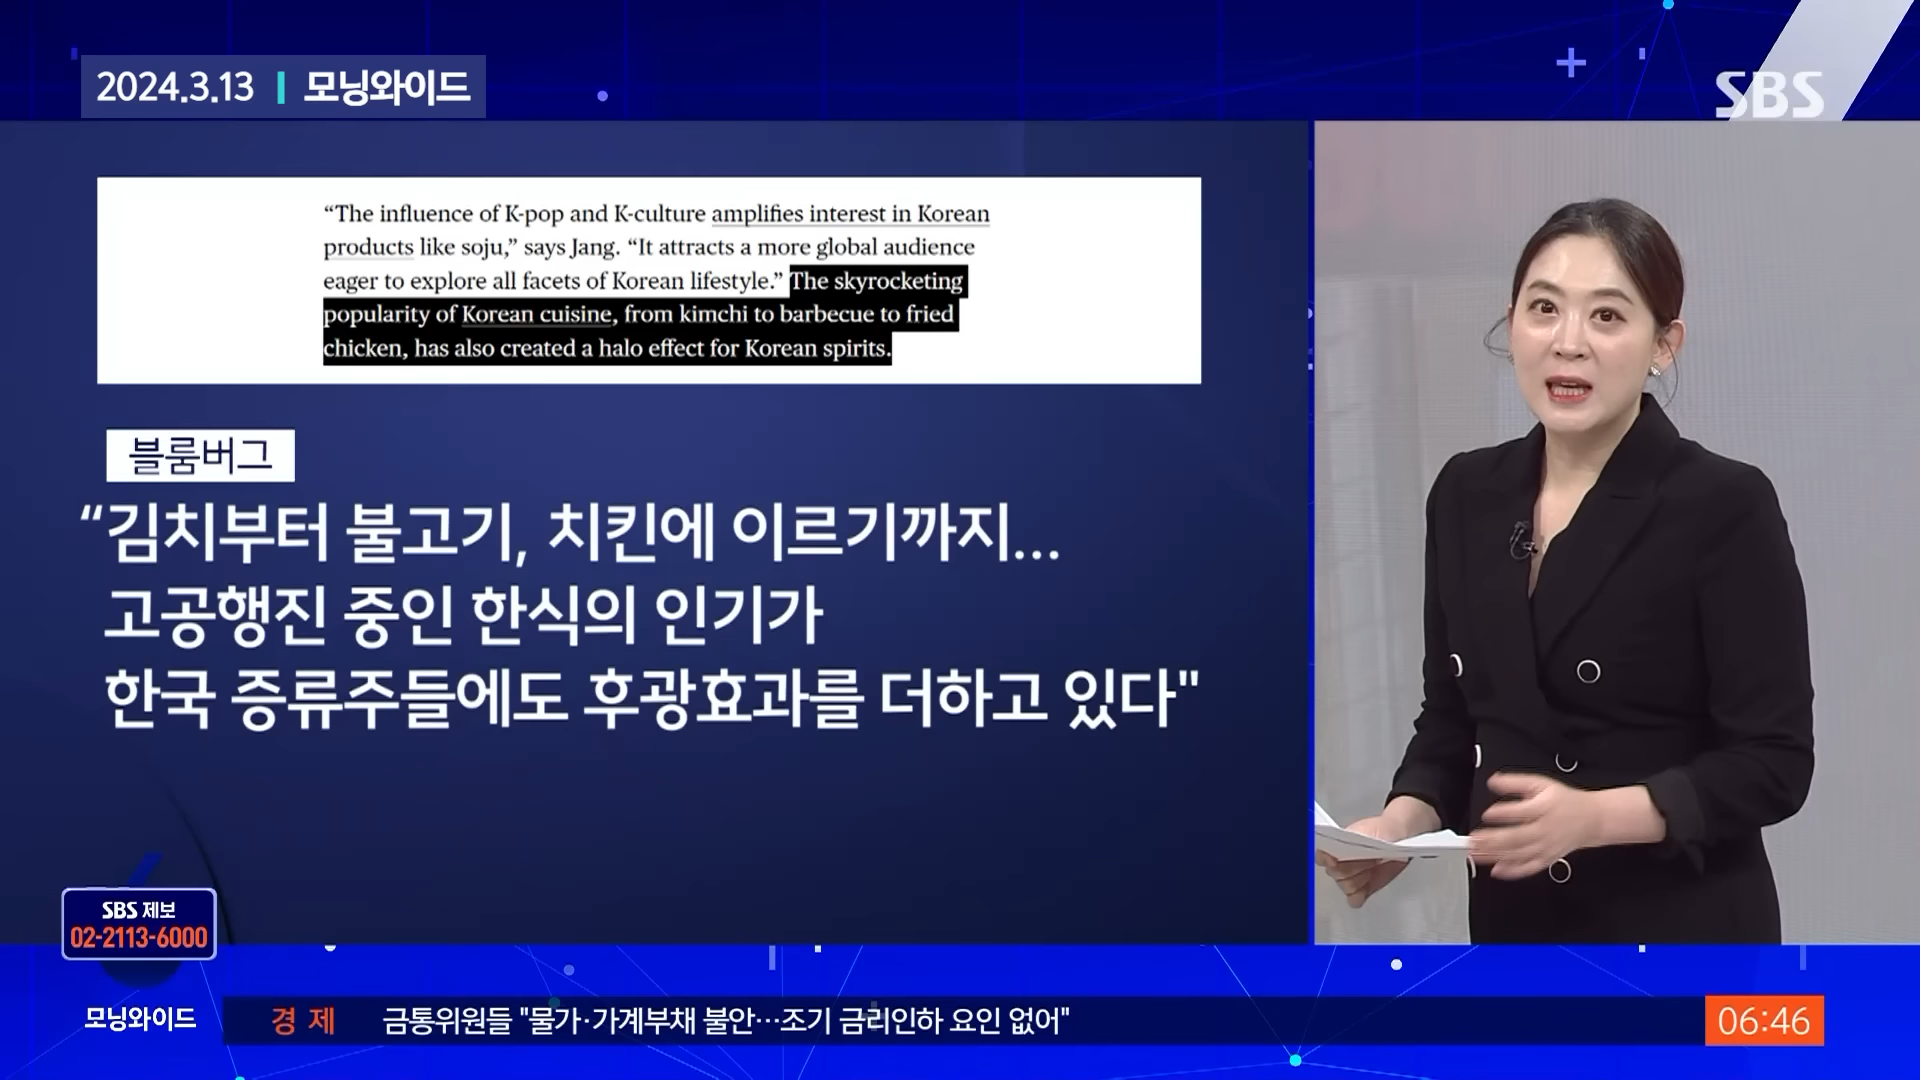 2024.3.13 | 모닝와이드
SBS
“The influence of K-pop and K-culture amplifies interest in Korean
products like soju,” says Jang. “It attracts a more global audience
eager to explore all facets of Korean lifestyle.” The skyrocketing
popularity of Korean cuisine, from kimchi to barbecue to fried
chicken, has also created a halo effect for Korean spirits.
블룸버그
“김치부터 불고기, 치킨에 이르기까지...
고공행진 중인 한식의 인기가
한국 증류주들에도 후광효과를 더하고 있다"
SBS 제보
02-2113-6000
모닝와이드
경 제 금통위원들 "물가·가계부채 불안…조기 금리인하 요인 없어"
06:46